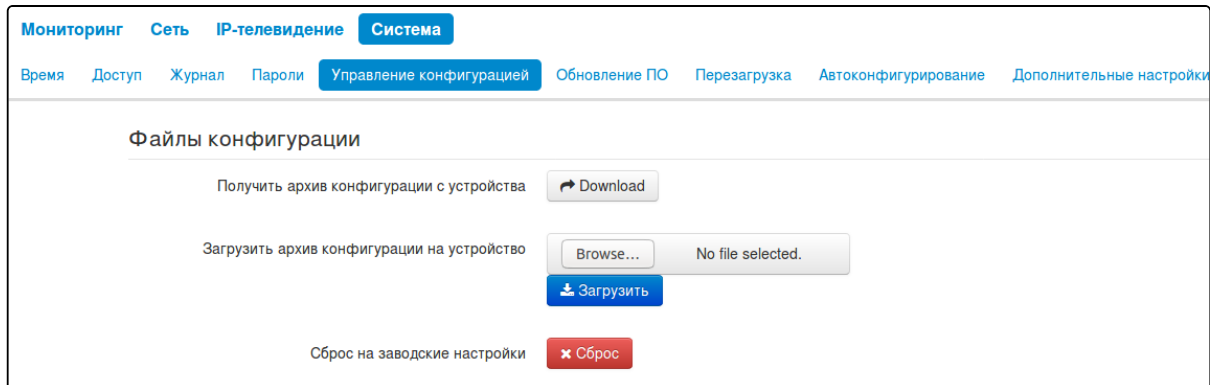 Мониторинг Сеть IP-телевидение Система
Время Доступ Журнал Пароли Управление конфигурацией Обновление ПО Перезагрузка Автоконфигурирование Дополнительные настройки
Файлы конфигурации
Получить архив конфигурации с устройства Download
Загрузить архив конфигурации на устройство Browse... No file selected.
Загрузить
Сброс на заводские настройки Сброс